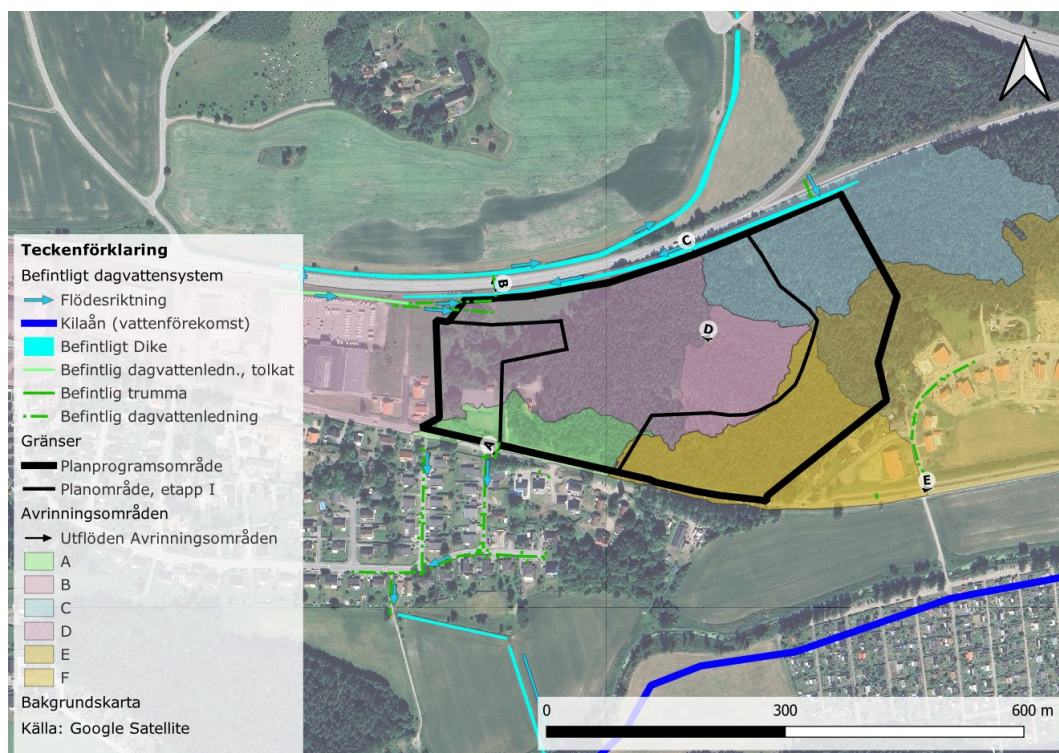 Teckenförklaring
Befintligt dagvattensystem
Flödesriktning
Kilaån (vattenförekomst)
Befintligt Dike
Befintlig dagvattenledn., tolkat
Befintlig trumma
Befintlig dagvattenledning
Gränser
Planprogramsområde
Planområde, etapp I
Avrinningsområden
Utflöden Avrinningsområden
A
B
C
D
E
F
Bakgrundskarta
Källa: Google Satellite
C
B
D
A
E
0 300 600 m